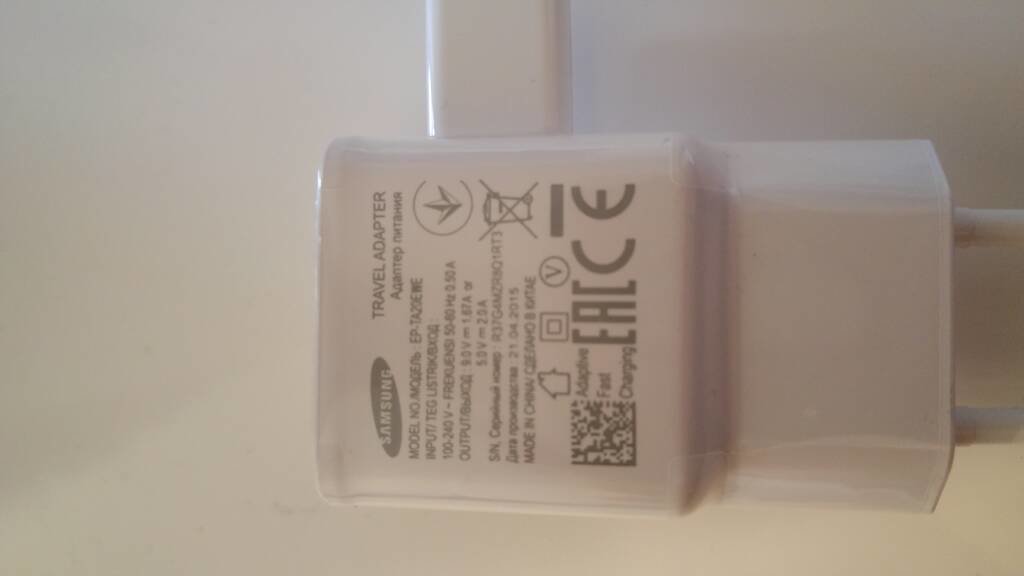 SAMSUNG
TRAVEL ADAPTER
Адаптер питания
MODEL NO./МОДЕЛЬ: EP-TA20EWE
INPUT/ TEG LISTRIK/ВХОД :
100-240 V ~ FREKUENSI 50-60 Hz 0.50 A
OUTPUT/ВЫХОД : 9.0 V ⎓ 1.67A or
5.0 V ⎓ 2.0 A
S/N, Серийный номер : R37G4MZR8Q1RT3
Дата производства : 21.04.2015
MADE IN CHINA/ СДЕЛАНО В КИТАЕ
V
Adaptive
Fast
Charging
EAC CE